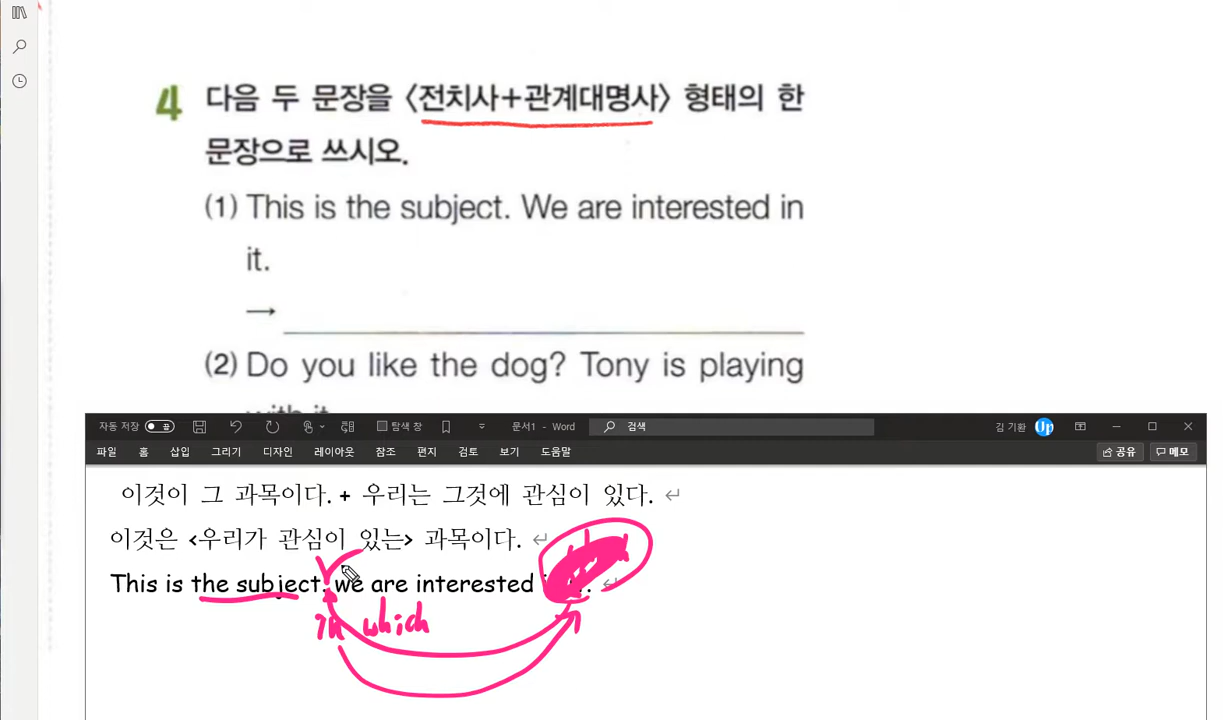 4 다음 두 문장을 〈전치사+관계대명사〉 형태의 한
문장으로 쓰시오.
(1) This is the subject. We are interested in
it.
→
(2) Do you like the dog? Tony is playing
with it
자동 저장 끔 탐색 창 문서1 - Word 검색 김 기환 Up
파일 홈 삽입 그리기 디자인 레이아웃 참조 편지 검토 보기 도움말 공유 메모
이것이 그 과목이다. + 우리는 그것에 관심이 있다.
이것은 <우리가 관심이 있는> 과목이다.
This is the subject. we are interested
in which